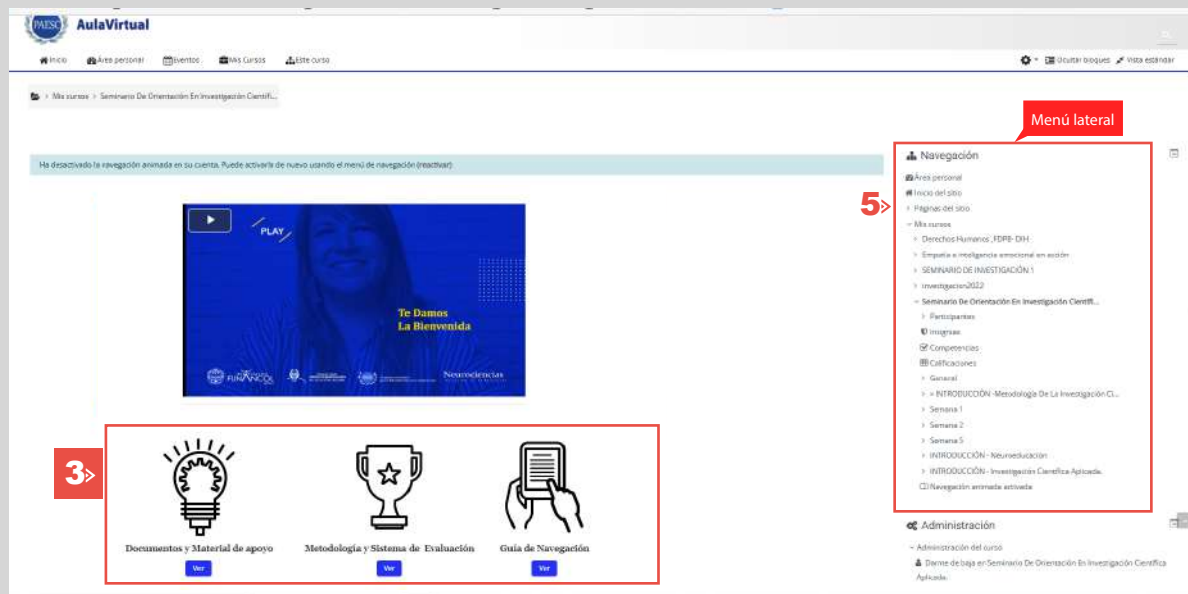 PAESC AulaVirtual
Inicio Área personal Eventos Mis Cursos Este curso
Ocultar bloques Vista estándar
Mis cursos > Seminario De Orientación En Investigación Científi...
Menú lateral
Ha desactivado la navegación animada en su cuenta. Puede activarla de nuevo usando el menú de navegación (reactivar)
PLAY
Te Damos
La Bienvenida
FUNVANCOL
Neurociencias
3
Documentos y Material de apoyo
Ver
Metodología y Sistema de Evaluación
Ver
Guía de Navegación
Ver
5
Navegación
Área personal
Inicio del sitio
Páginas del sitio
Mis cursos
Derechos Humanos _FDPB- DIH
Empatía e inteligencia emocional en acción
SEMINARIO DE INVESTIGACIÓN 1
investigacion2022
Seminario De Orientación En Investigación Científi...
Participantes
Insignias
Competencias
Calificaciones
General
» INTRODUCCIÓN -Metodología De La Investigación Ci...
Semana 1
Semana 2
Semana 5
INTRODUCCIÓN - Neuroeducación
INTRODUCCIÓN - Investigación Científica Aplicada.
Navegación animada activada
Administración
Administración del curso
Darme de baja en Seminario De Orientación En Investigación Científica
Aplicada.